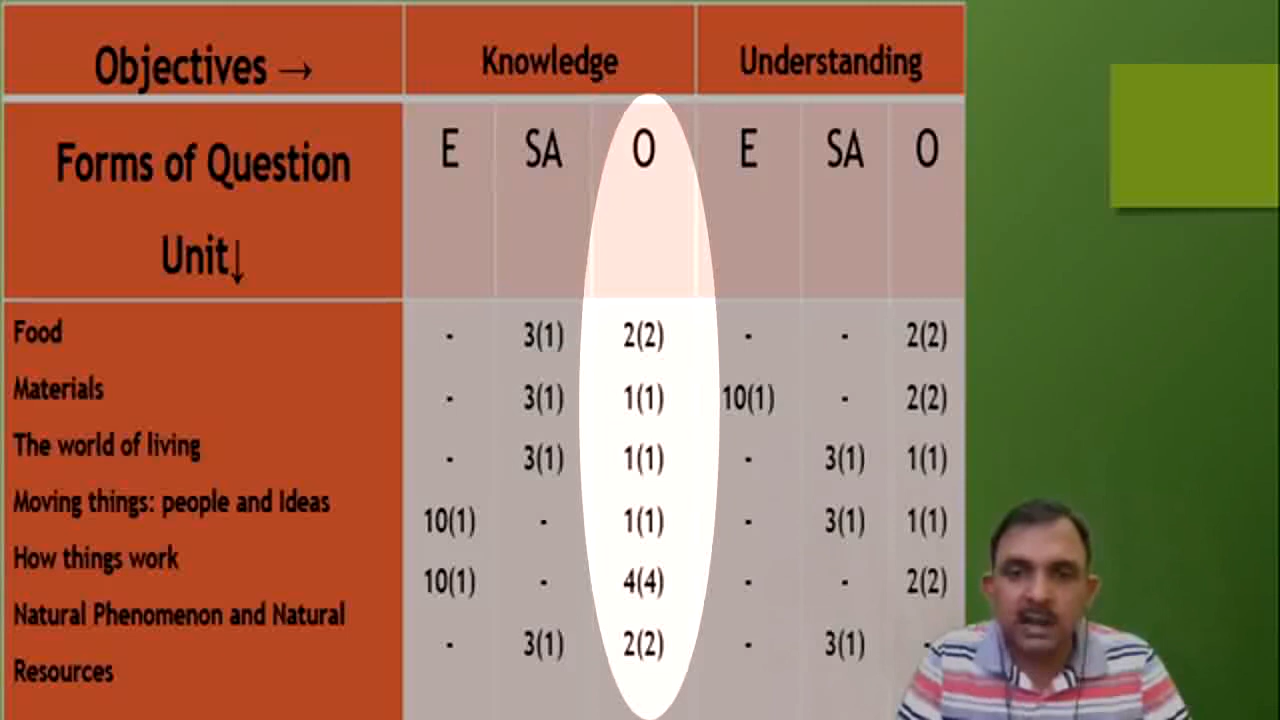 Objectives → Knowledge Understanding
Forms of Question E SA O E SA O
Unit↓
Food - 3(1) 2(2) - - 2(2)
Materials - 3(1) 1(1) 10(1) - 2(2)
The world of living - 3(1) 1(1) - 3(1) 1(1)
Moving things: people and Ideas 10(1) - 1(1) - 3(1) 1(1)
How things work 10(1) - 4(4) - - 2(2)
Natural Phenomenon and Natural - 3(1) 2(2) - 3(1) -
Resources